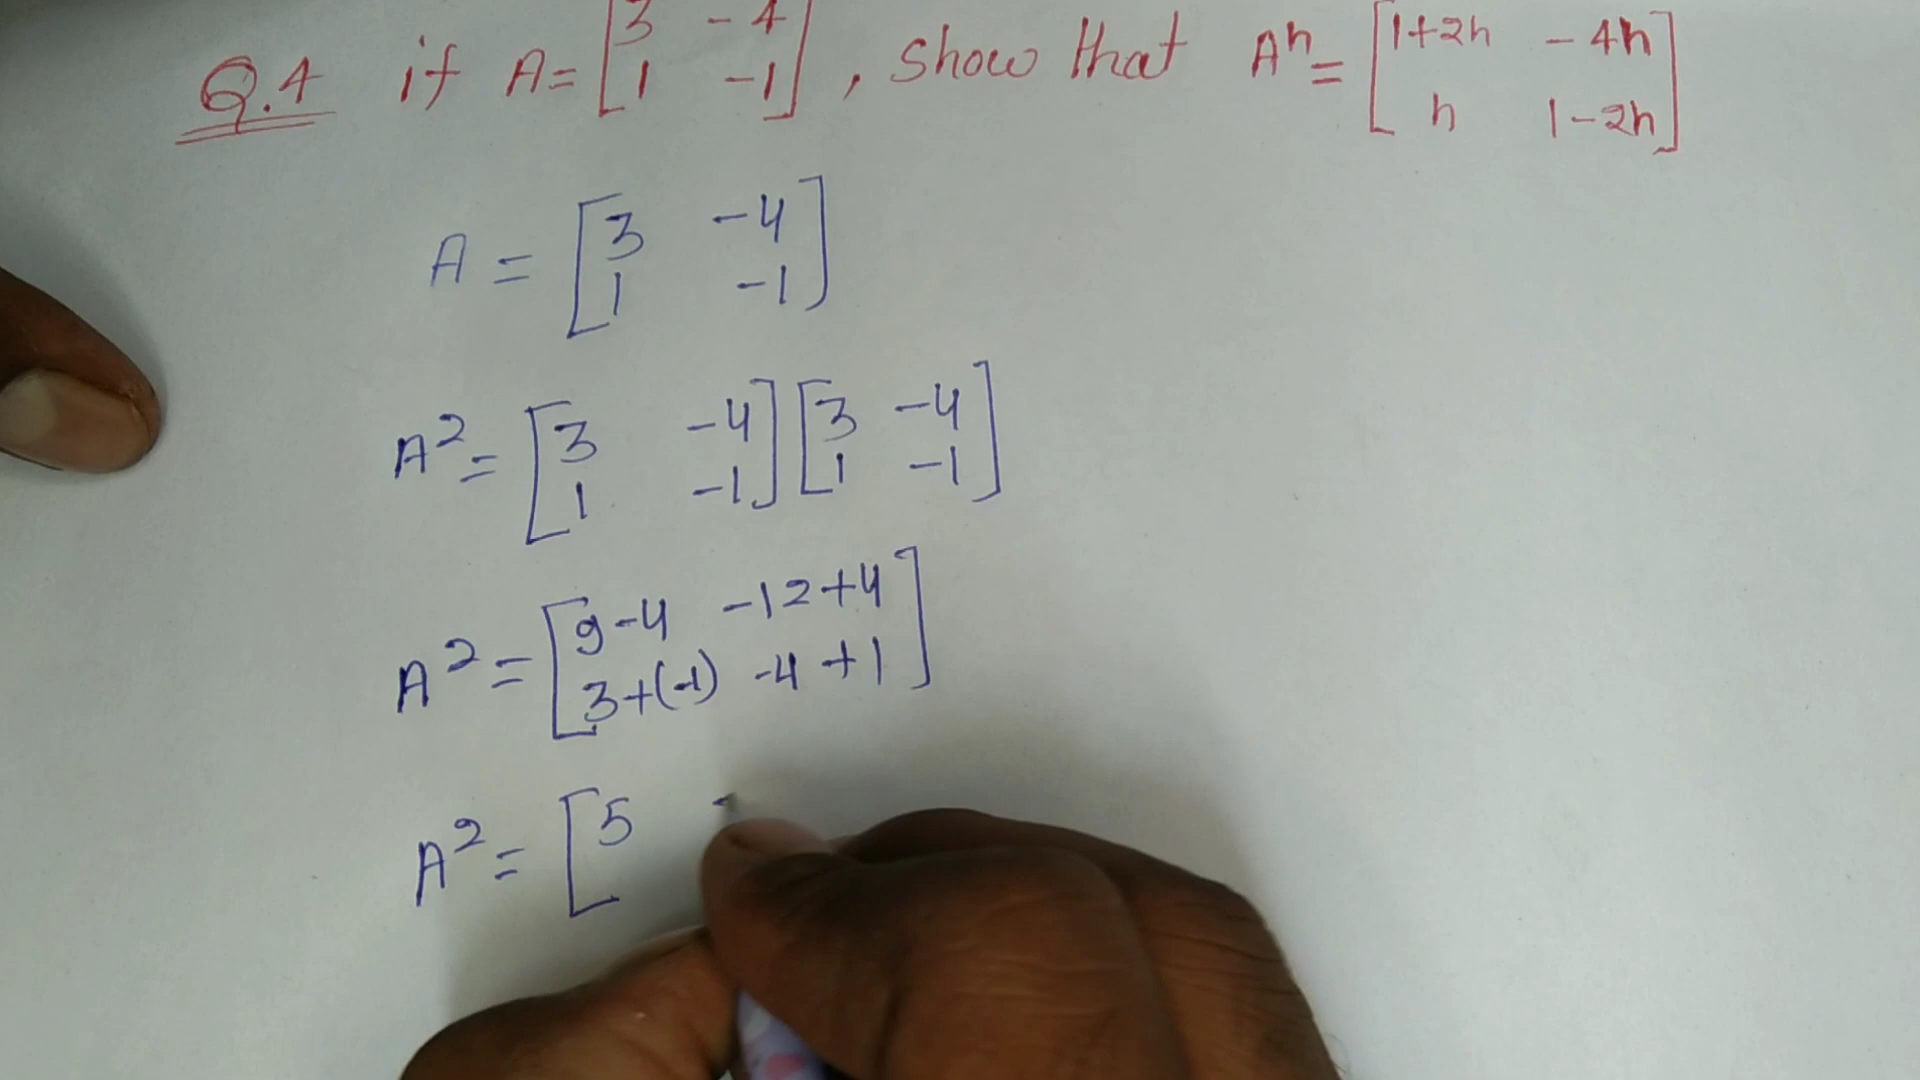 Q.4 if A = [3 -4 1 -1], show that Aⁿ = [1+2n -4n n 1-2n]
A = [3 -4 1 -1]
A² = [3 -4 1 -1] [3 -4 1 -1]
A² = [9-4 -12+4 3+(-1) -4+1]
A² = [5